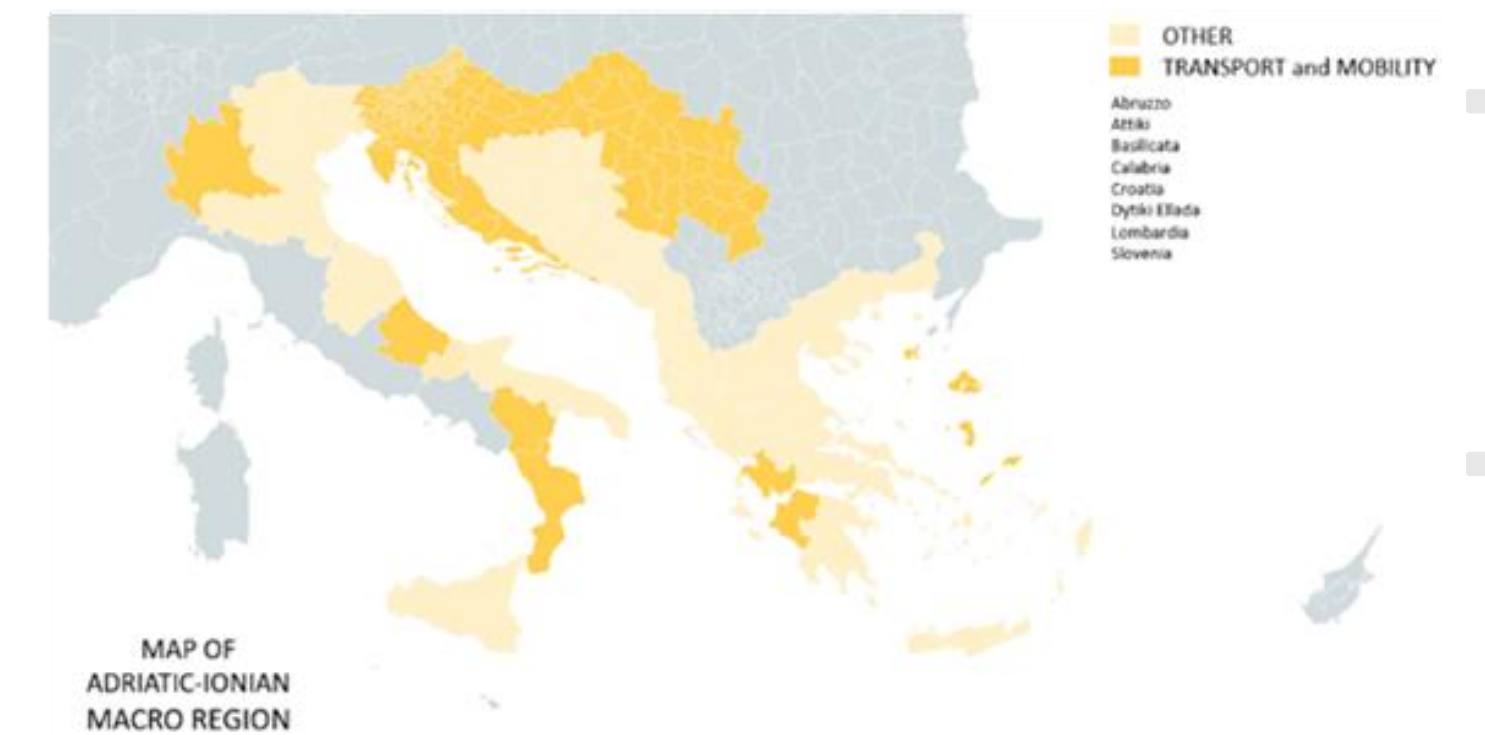 OTHER
TRANSPORT and MOBILITY
Abruzzo
Attiki
Basilicata
Calabria
Croatia
Dytiki Ellada
Lombardia
Slovenia
MAP OF
ADRIATIC-IONIAN
MACRO REGION